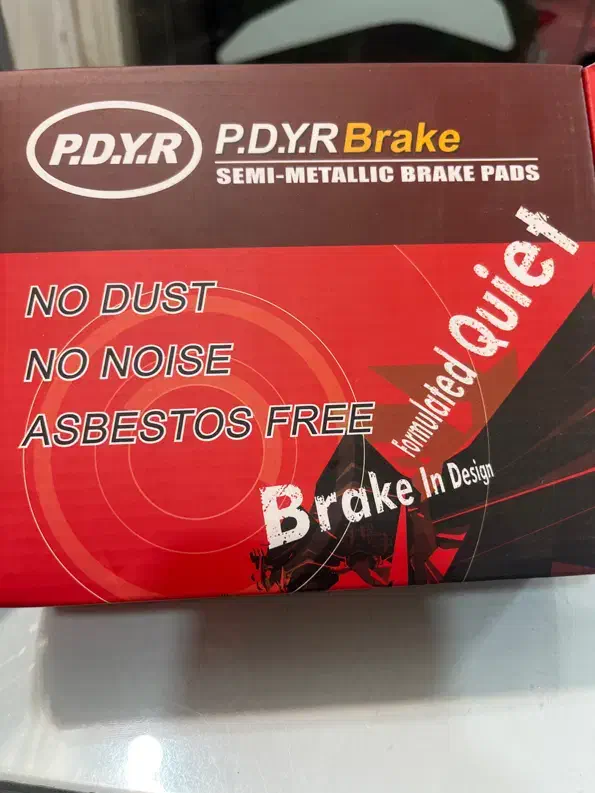 P.D.Y.R
P.D.Y.R Brake
SEMI-METALLIC BRAKE PADS
NO DUST
NO NOISE
ASBESTOS FREE
Formulated Quiet
Brake In Design